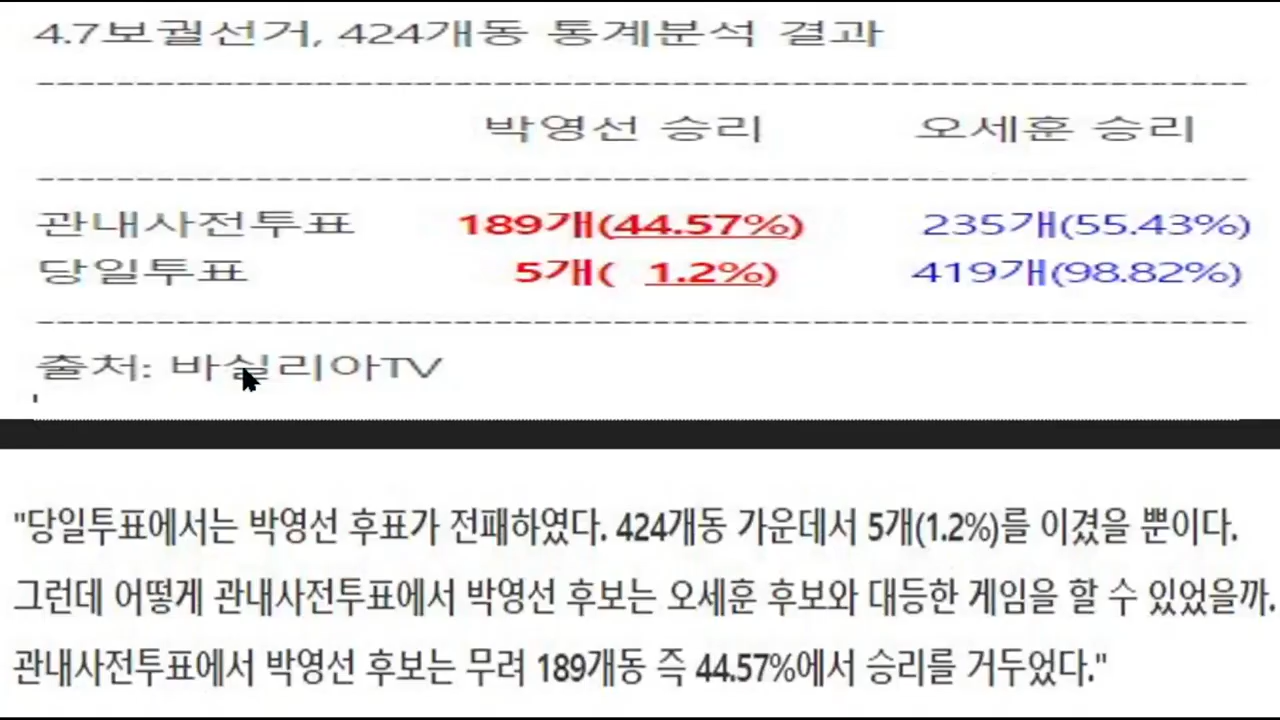 4.7보궐선거, 424개동 통계분석 결과
박영선 승리 오세훈 승리
관내사전투표 189개(44.57%) 235개(55.43%)
당일투표 5개( 1.2%) 419개(98.82%)
출처: 바실리아TV
"당일투표에서는 박영선 후표가 전패하였다. 424개동 가운데서 5개(1.2%)를 이겼을 뿐이다.
그런데 어떻게 관내사전투표에서 박영선 후보는 오세훈 후보와 대등한 게임을 할 수 있었을까.
관내사전투표에서 박영선 후보는 무려 189개동 즉 44.57%에서 승리를 거두었다."